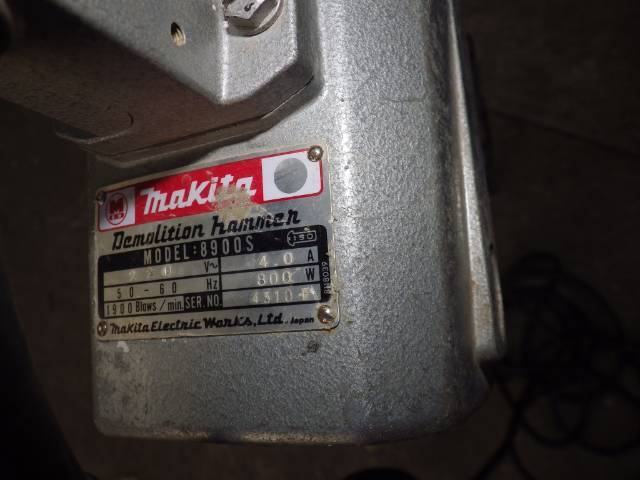 M
makita
Demolition hammer
MODEL: 8900S
220 V~ 4.0 A
50-60 Hz 800 W
1900 Blows/min. SER. NO. 4310
makita Electric Works, Ltd. Japan